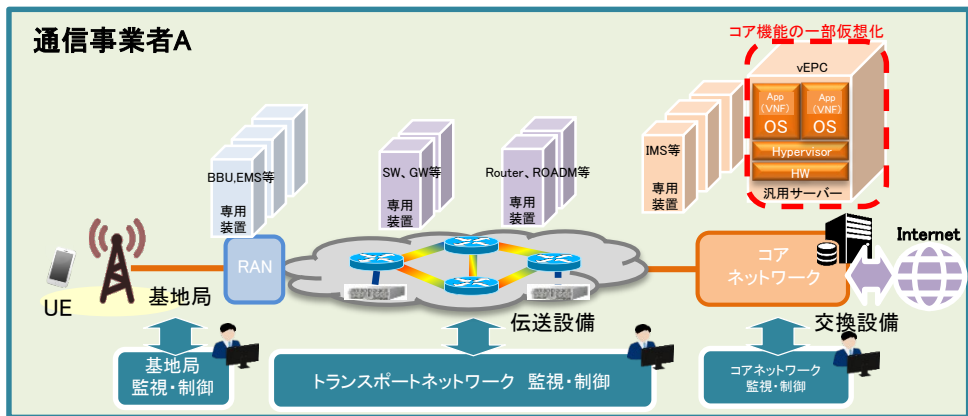 通信事業者A
コア機能の一部仮想化
vEPC
App
(VNF)
OS
App
(VNF)
OS
Hypervisor
HW
汎用サーバー
BBU,EMS等
専用
装置
SW、GW等
専用
装置
Router、ROADM等
専用
装置
IMS等
専用
装置
UE
基地局
RAN
伝送設備
コア
ネットワーク
Internet
交換設備
基地局
監視・制御
トランスポートネットワーク 監視・制御
コアネットワーク
監視・制御